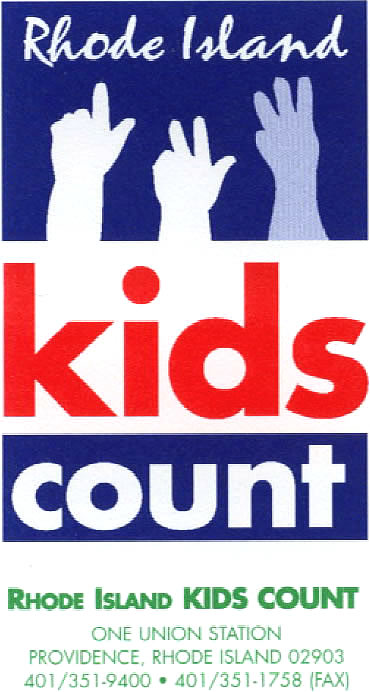 Rhode Island
kids
count
RHODE ISLAND KIDS COUNT
ONE UNION STATION
PROVIDENCE, RHODE ISLAND 02903
401/351-9400 • 401/351-1758 (FAX)